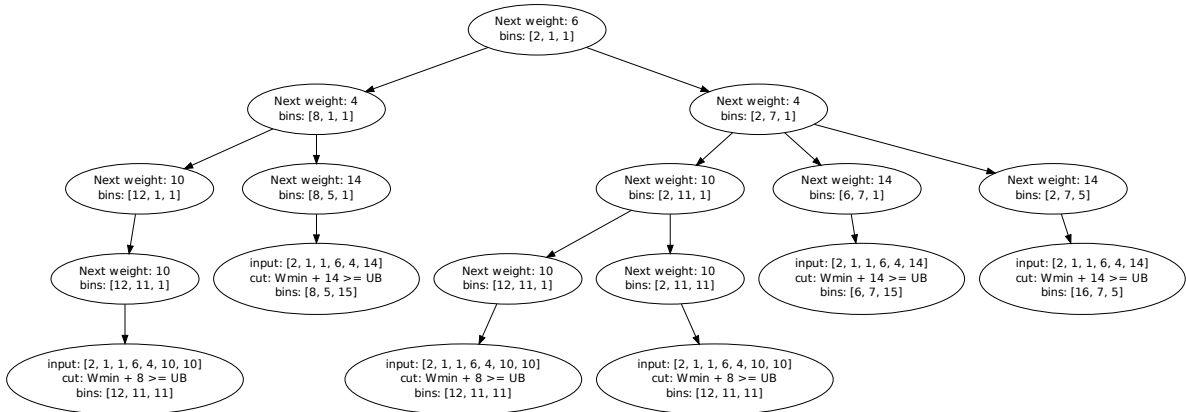 Next weight: 6
bins: [2, 1, 1]
Next weight: 4
bins: [8, 1, 1]
Next weight: 4
bins: [2, 7, 1]
Next weight: 10
bins: [12, 1, 1]
Next weight: 14
bins: [8, 5, 1]
Next weight: 10
bins: [2, 11, 1]
Next weight: 14
bins: [6, 7, 1]
Next weight: 14
bins: [2, 7, 5]
Next weight: 10
bins: [12, 11, 1]
input: [2, 1, 1, 6, 4, 14]
cut: Wmin + 14 >= UB
bins: [8, 5, 15]
Next weight: 10
bins: [12, 11, 1]
Next weight: 10
bins: [2, 11, 11]
input: [2, 1, 1, 6, 4, 14]
cut: Wmin + 14 >= UB
bins: [6, 7, 15]
input: [2, 1, 1, 6, 4, 14]
cut: Wmin + 14 >= UB
bins: [16, 7, 5]
input: [2, 1, 1, 6, 4, 10, 10]
cut: Wmin + 8 >= UB
bins: [12, 11, 11]
input: [2, 1, 1, 6, 4, 10, 10]
cut: Wmin + 8 >= UB
bins: [12, 11, 11]
input: [2, 1, 1, 6, 4, 10, 10]
cut: Wmin + 8 >= UB
bins: [12, 11, 11]